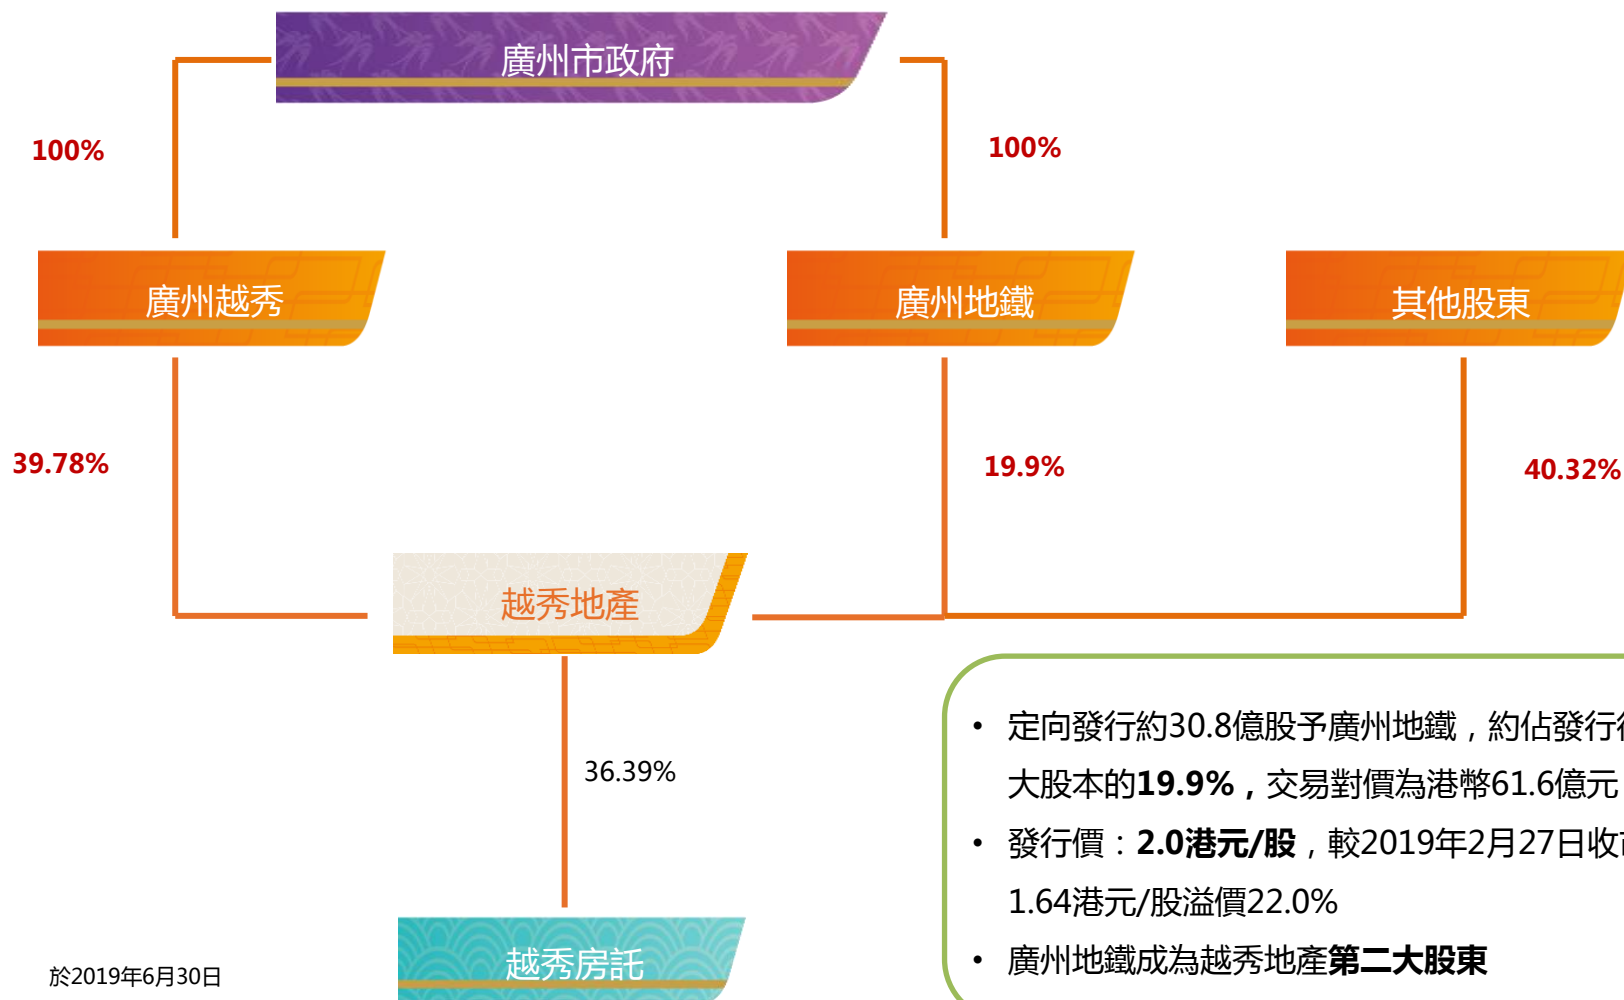 廣州市政府
100%
100%
廣州越秀
廣州地鐵
其他股東
39.78%
19.9%
40.32%
越秀地產
36.39%
越秀房託
• 定向發行約30.8億股予廣州地鐵，約佔發行
大股本的19.9%，交易對價為港幣61.6億元
• 發行價：2.0港元/股，較2019年2月27日收
1.64港元/股溢價22.0%
• 廣州地鐵成為越秀地產第二大股東
於2019年6月30日